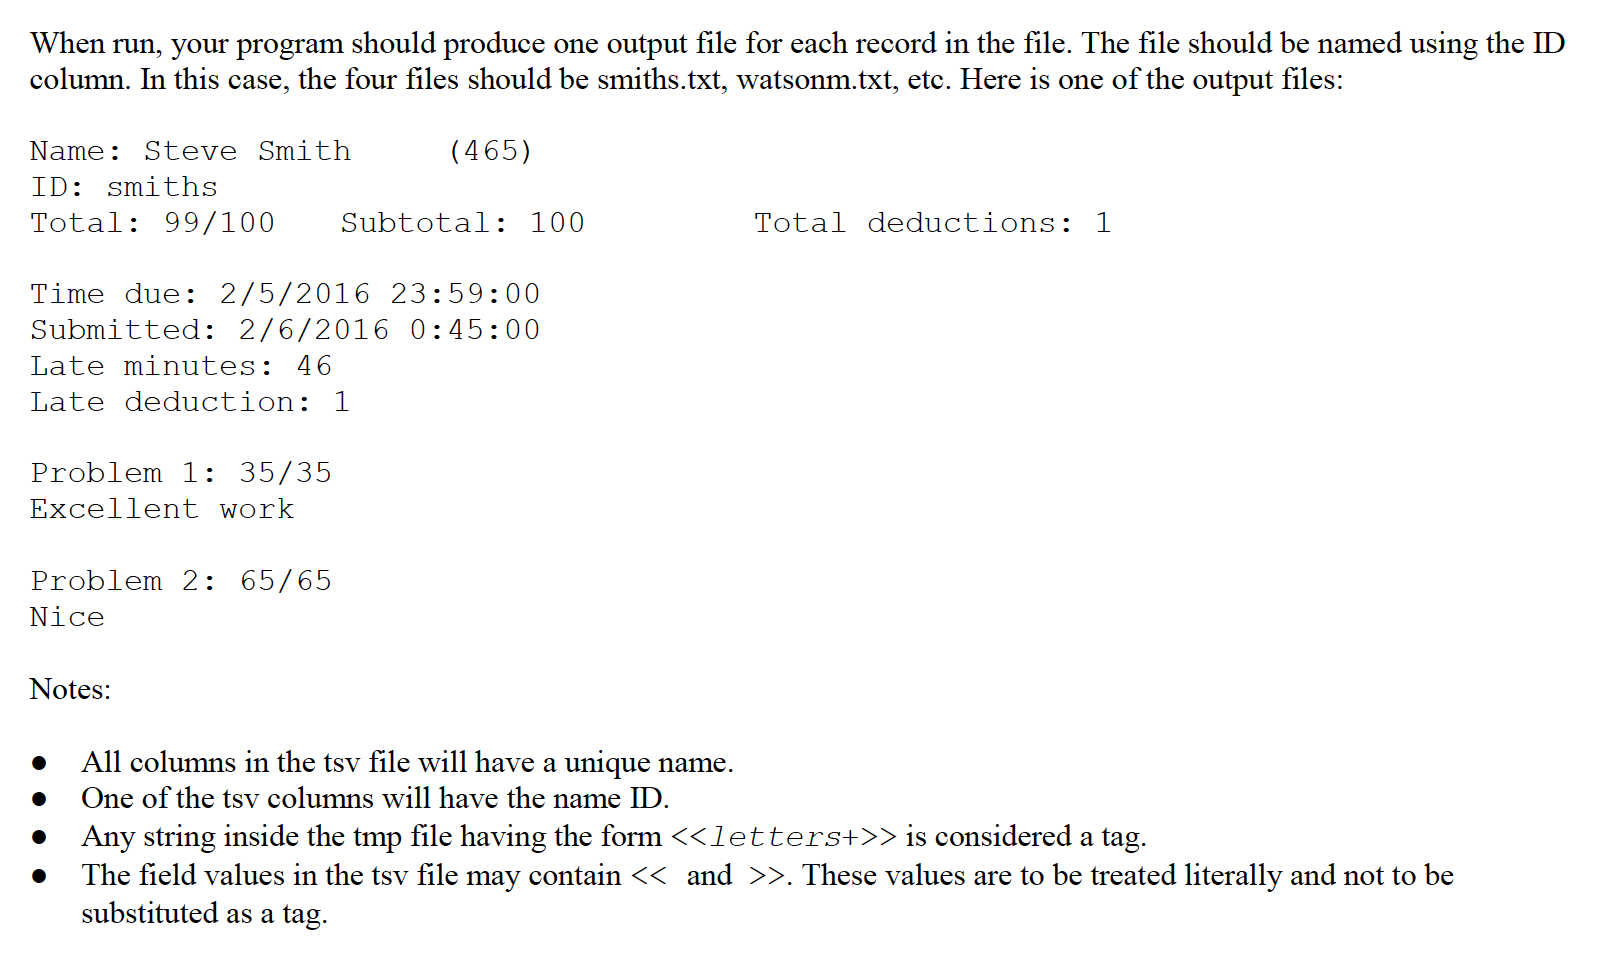 When run, your program should produce one output file for each record in the file. The file should be named using the ID
column. In this case, the four files should be smiths.txt, watsonm.txt, etc. Here is one of the output files:
Name: Steve Smith     (465)
ID: smiths
Total: 99/100   Subtotal: 100         Total deductions: 1
Time due: 2/5/2016 23:59:00
Submitted: 2/6/2016 0:45:00
Late minutes: 46
Late deduction: 1
Problem 1: 35/35
Excellent work
Problem 2: 65/65
Nice
Notes:
● All columns in the tsv file will have a unique name.
● One of the tsv columns will have the name ID.
● Any string inside the tmp file having the form <<letters+>> is considered a tag.
● The field values in the tsv file may contain << and >>. These values are to be treated literally and not to be
substituted as a tag.